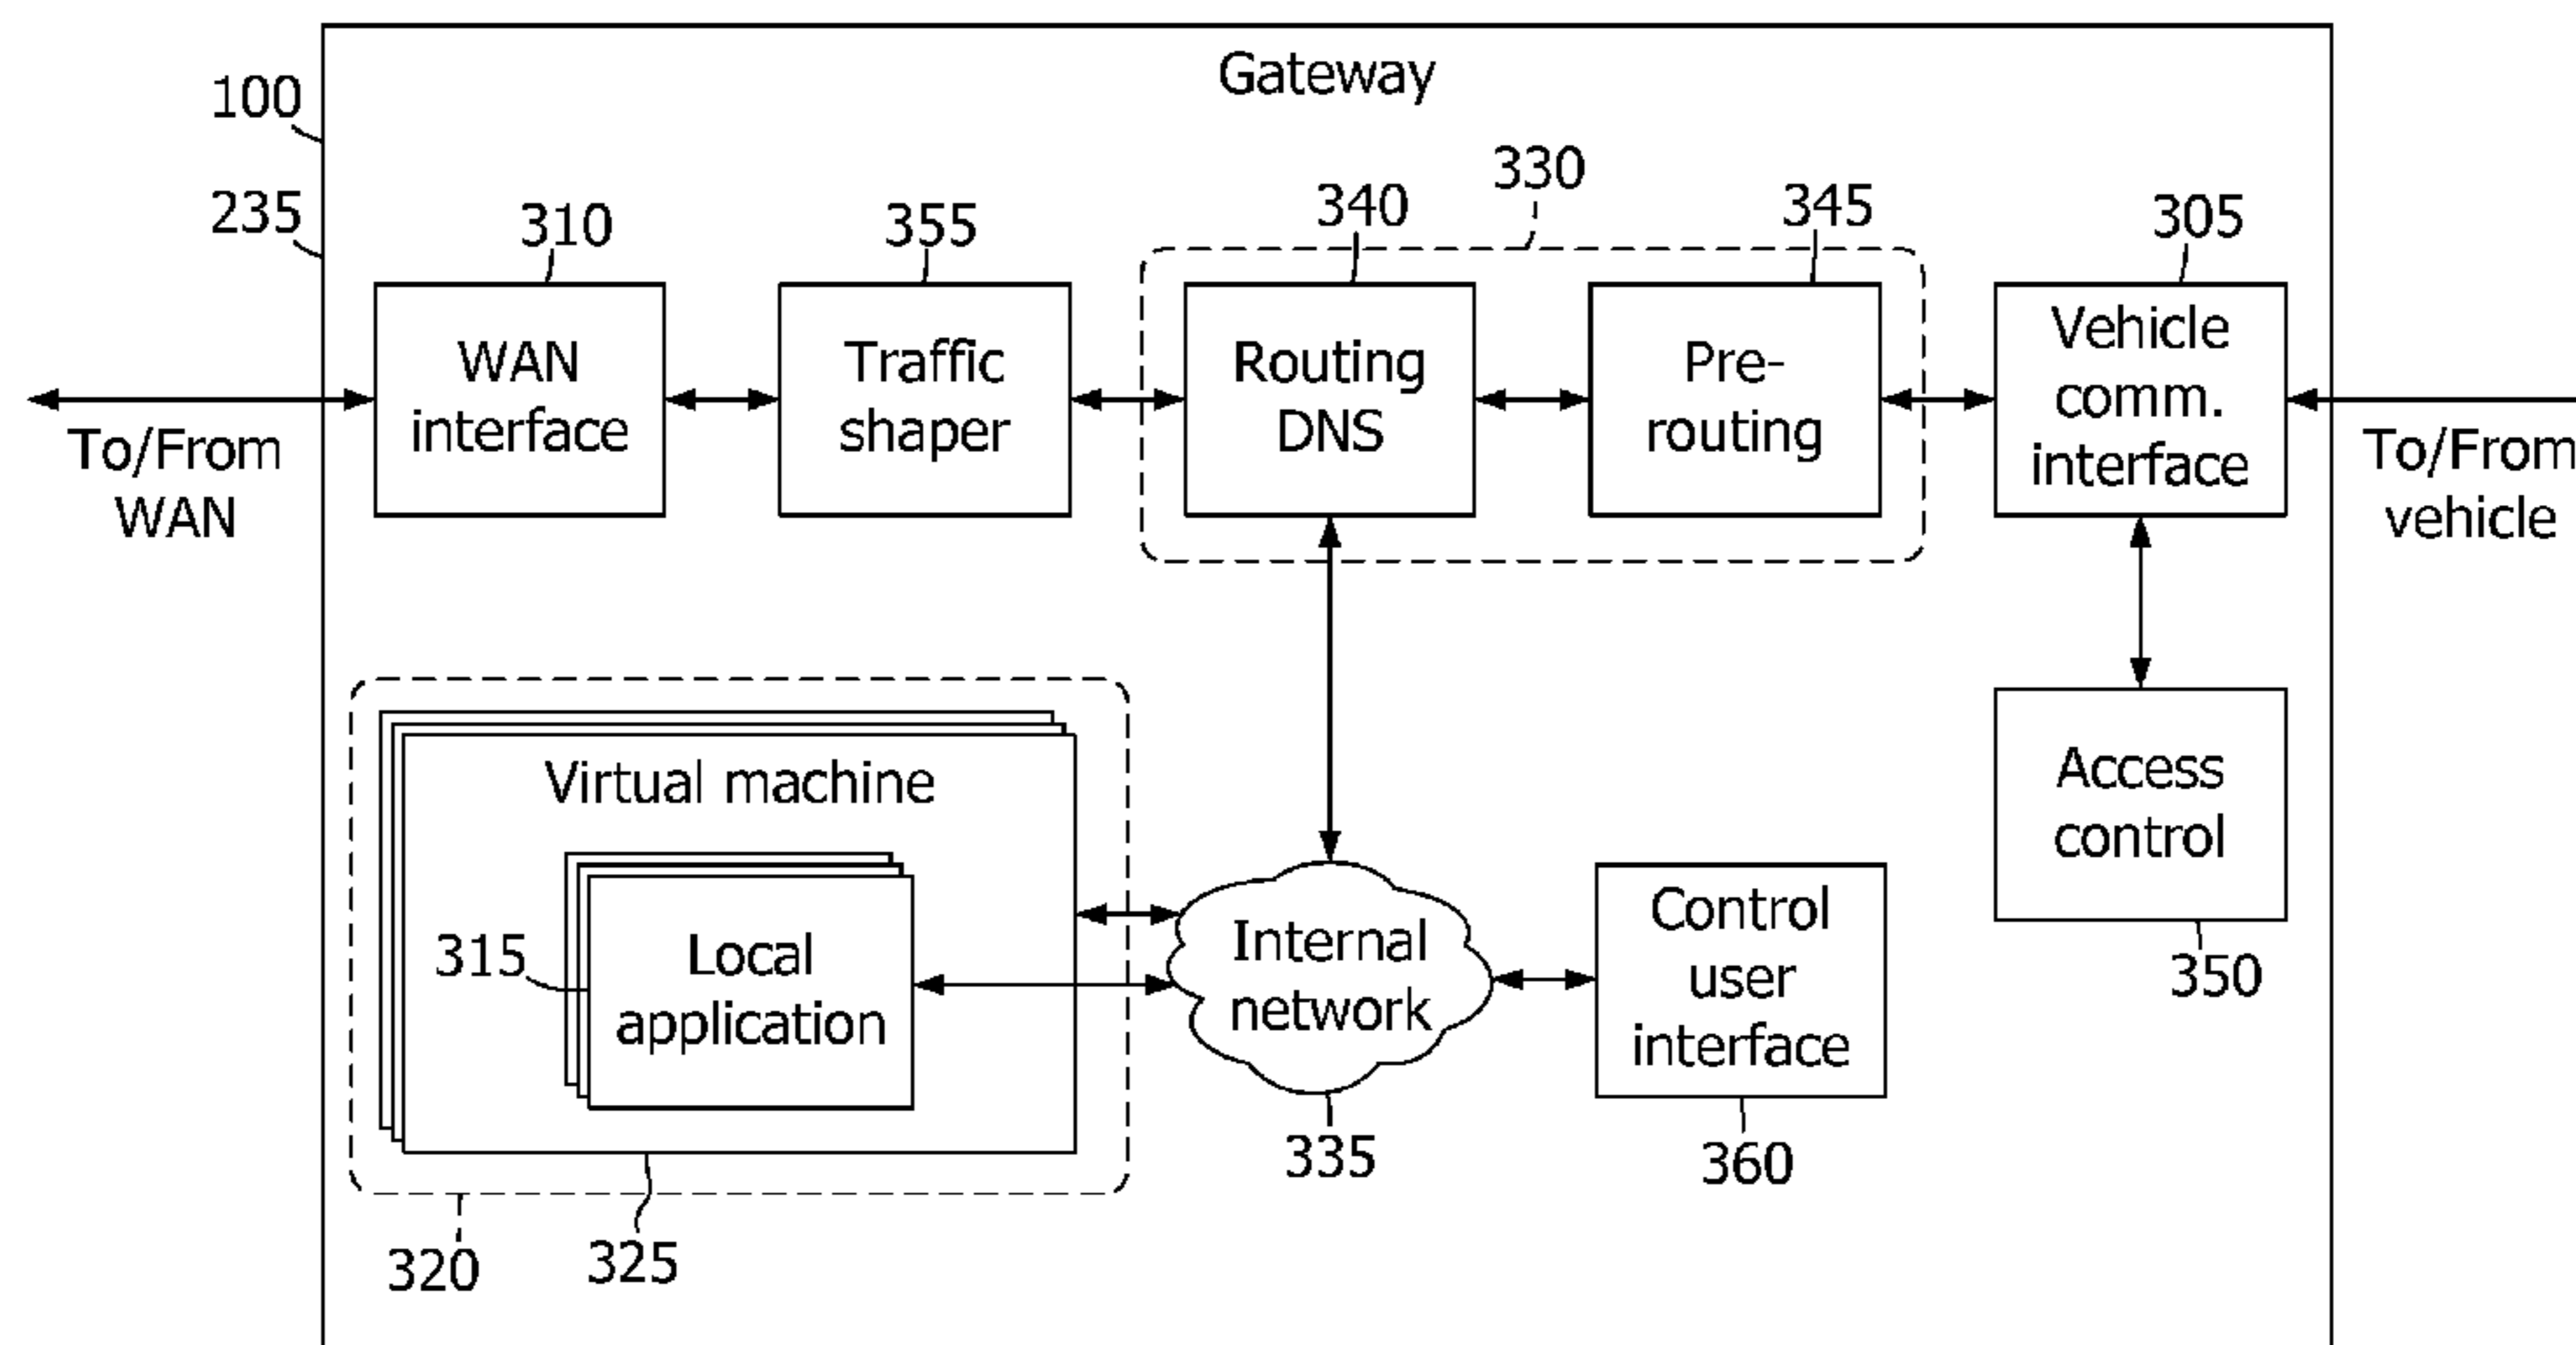 Gateway
100
235
310
355
340
330
345
305
WAN
interface
Traffic
shaper
Routing
DNS
Pre-
routing
Vehicle
comm.
interface
To/From
WAN
To/From
vehicle
Virtual machine
Local
application
315
Internal
network
Control
user
interface
Access
control
350
335
360
320
325